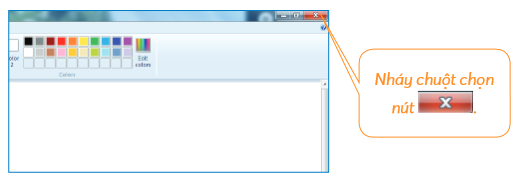 olor
2
Edit
colors
Colors
Nháy chuột chọn
nút .